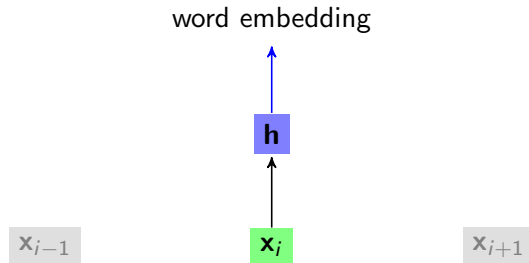 word embedding
h
x_{i−1} x_i x_{i+1}